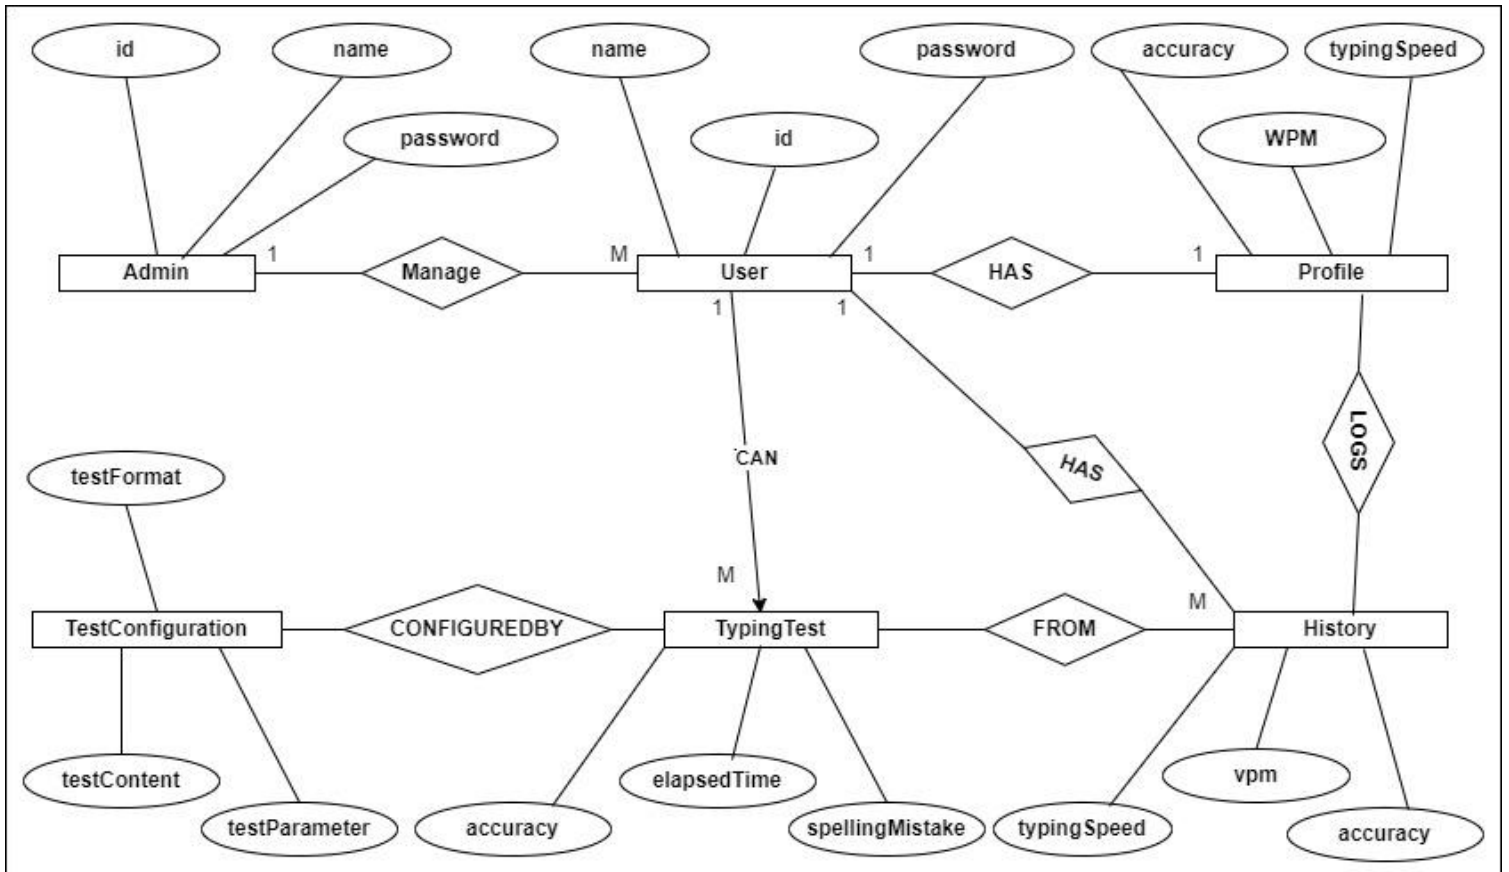 id
name
name
password
accuracy
typingSpeed
password
id
WPM
1
M
1
1
Admin
Manage
User
HAS
Profile
1
1
LOGS
CAN
HAS
testFormat
M
M
TestConfiguration
CONFIGUREDBY
TypingTest
FROM
History
testContent
elapsedTime
vpm
testParameter
accuracy
spellingMistake
typingSpeed
accuracy